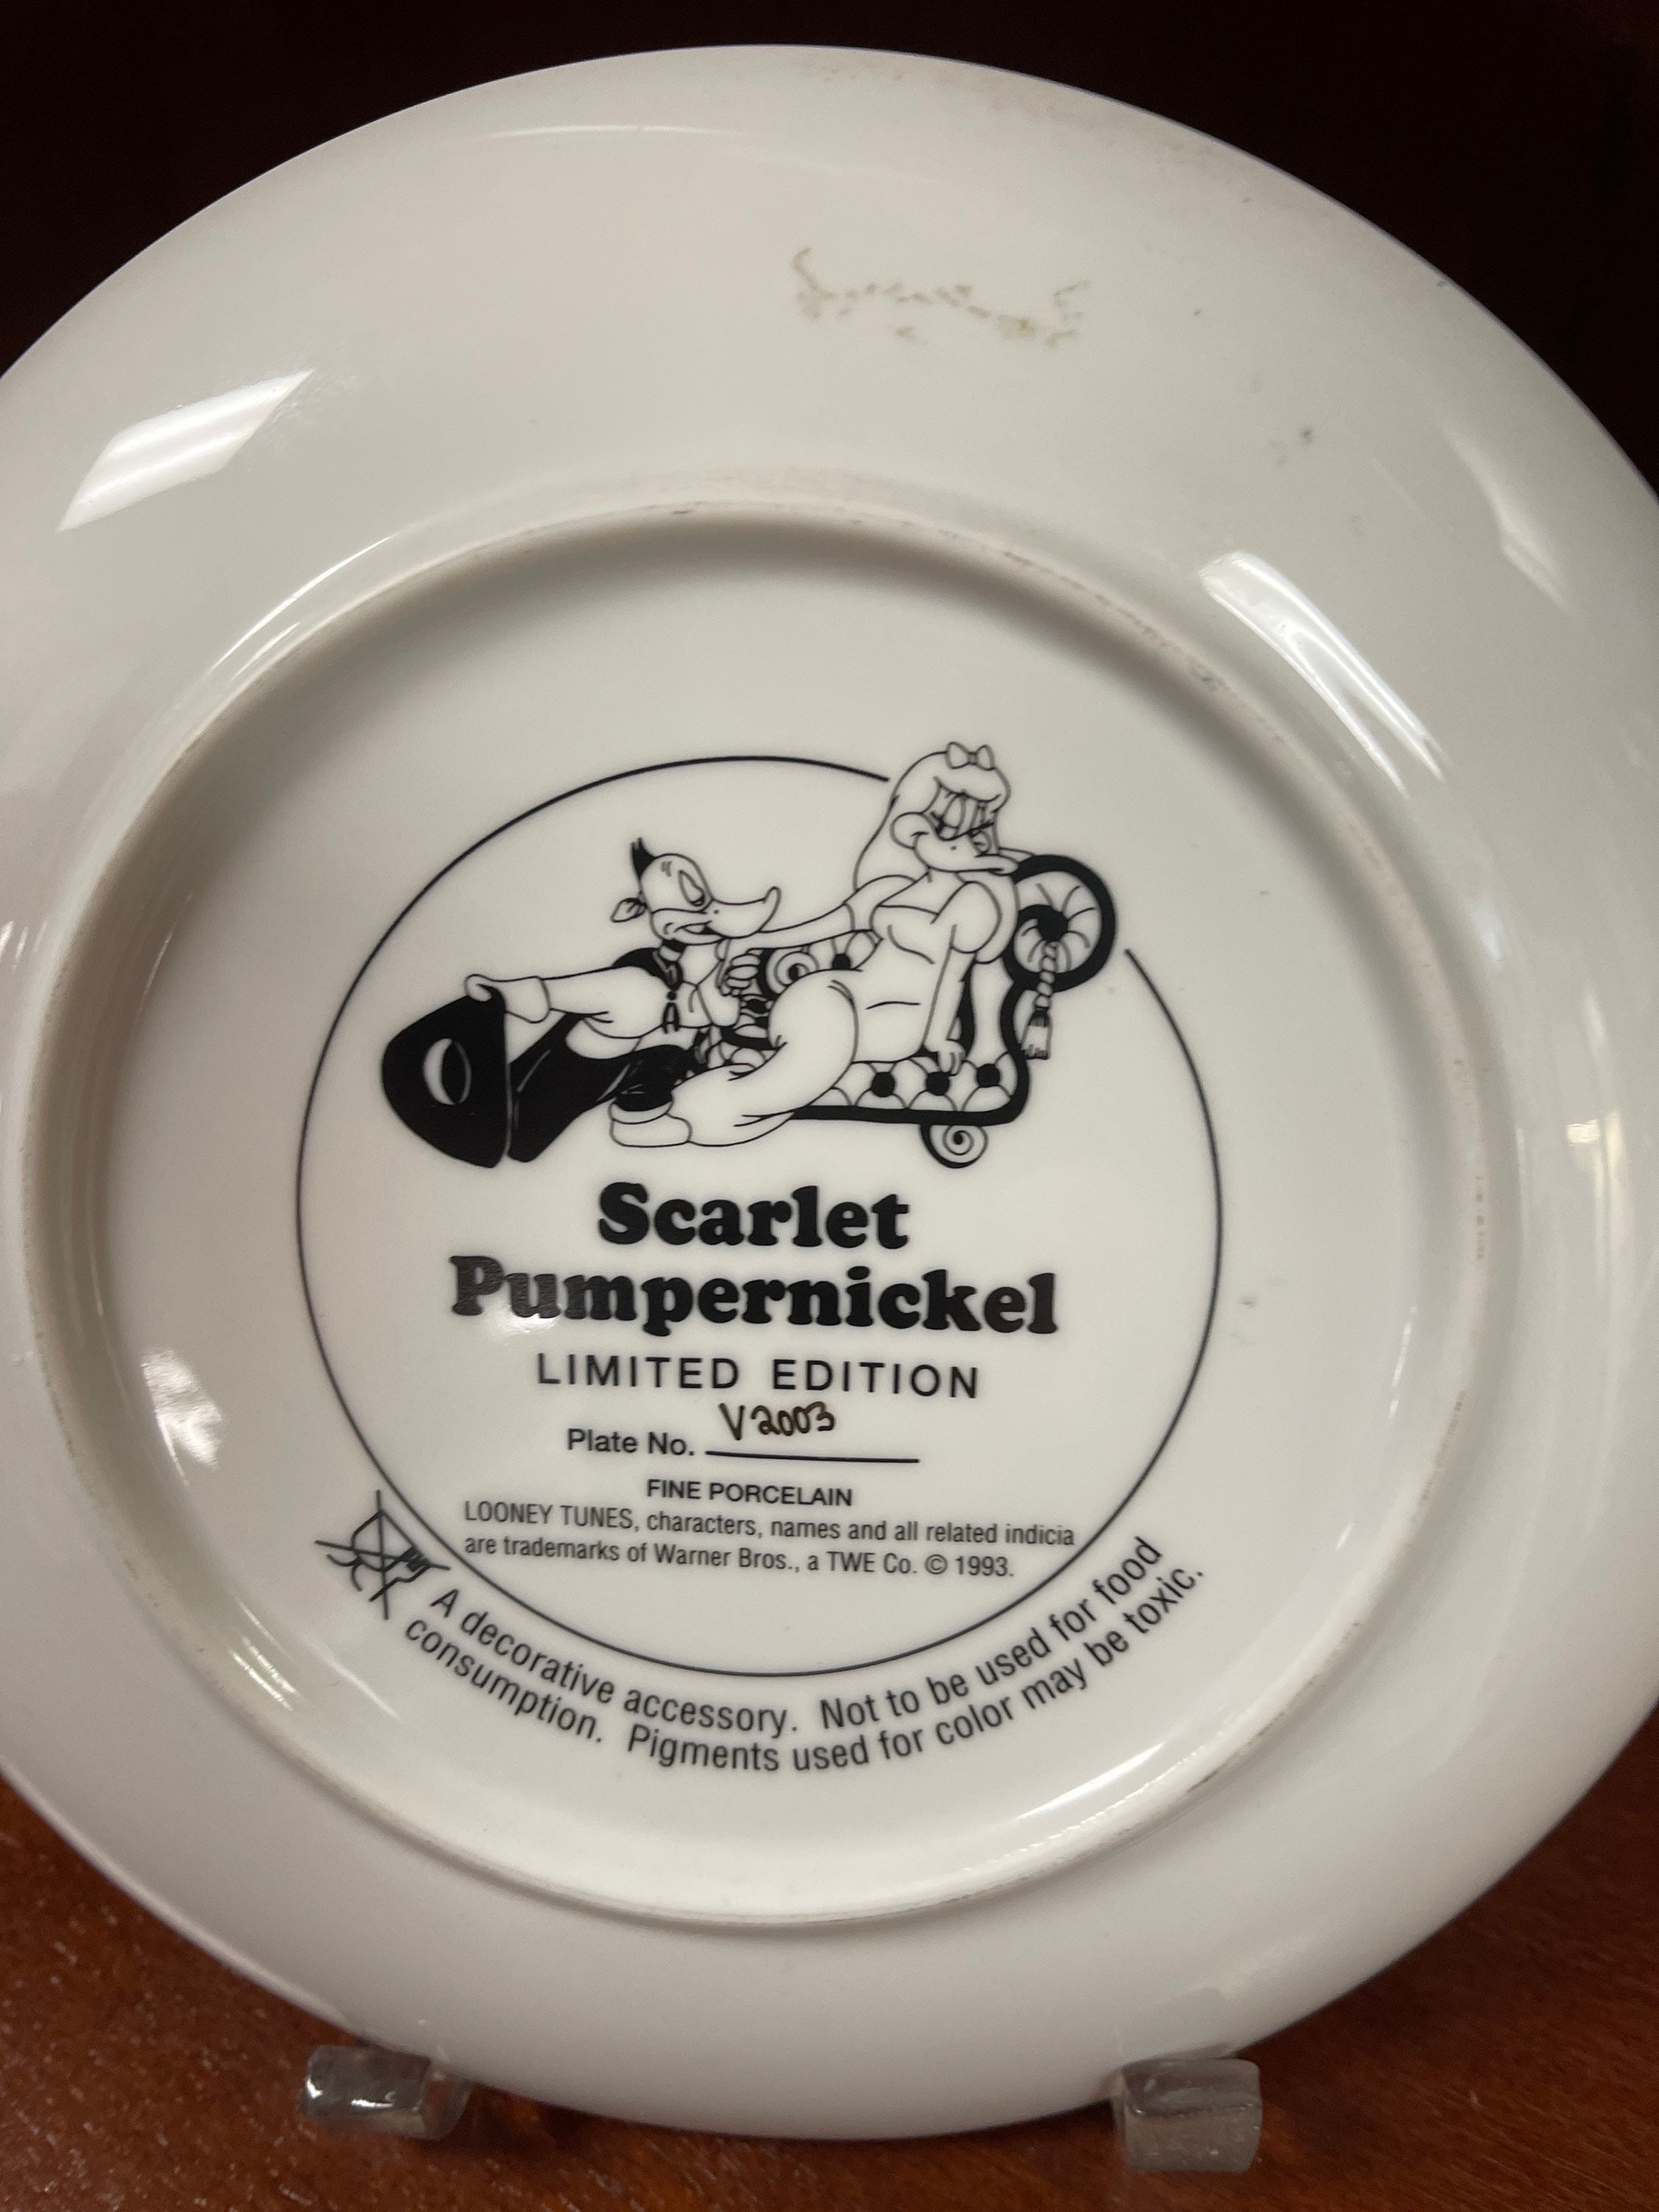 Scarlet
Pumpernickel
LIMITED EDITION
Plate No. V2003
FINE PORCELAIN
LOONEY TUNES, characters, names and all related indicia
are trademarks of Warner Bros., a TWE Co. © 1993.
A decorative accessory. Not to be used for food
consumption. Pigments used for color may be toxic.